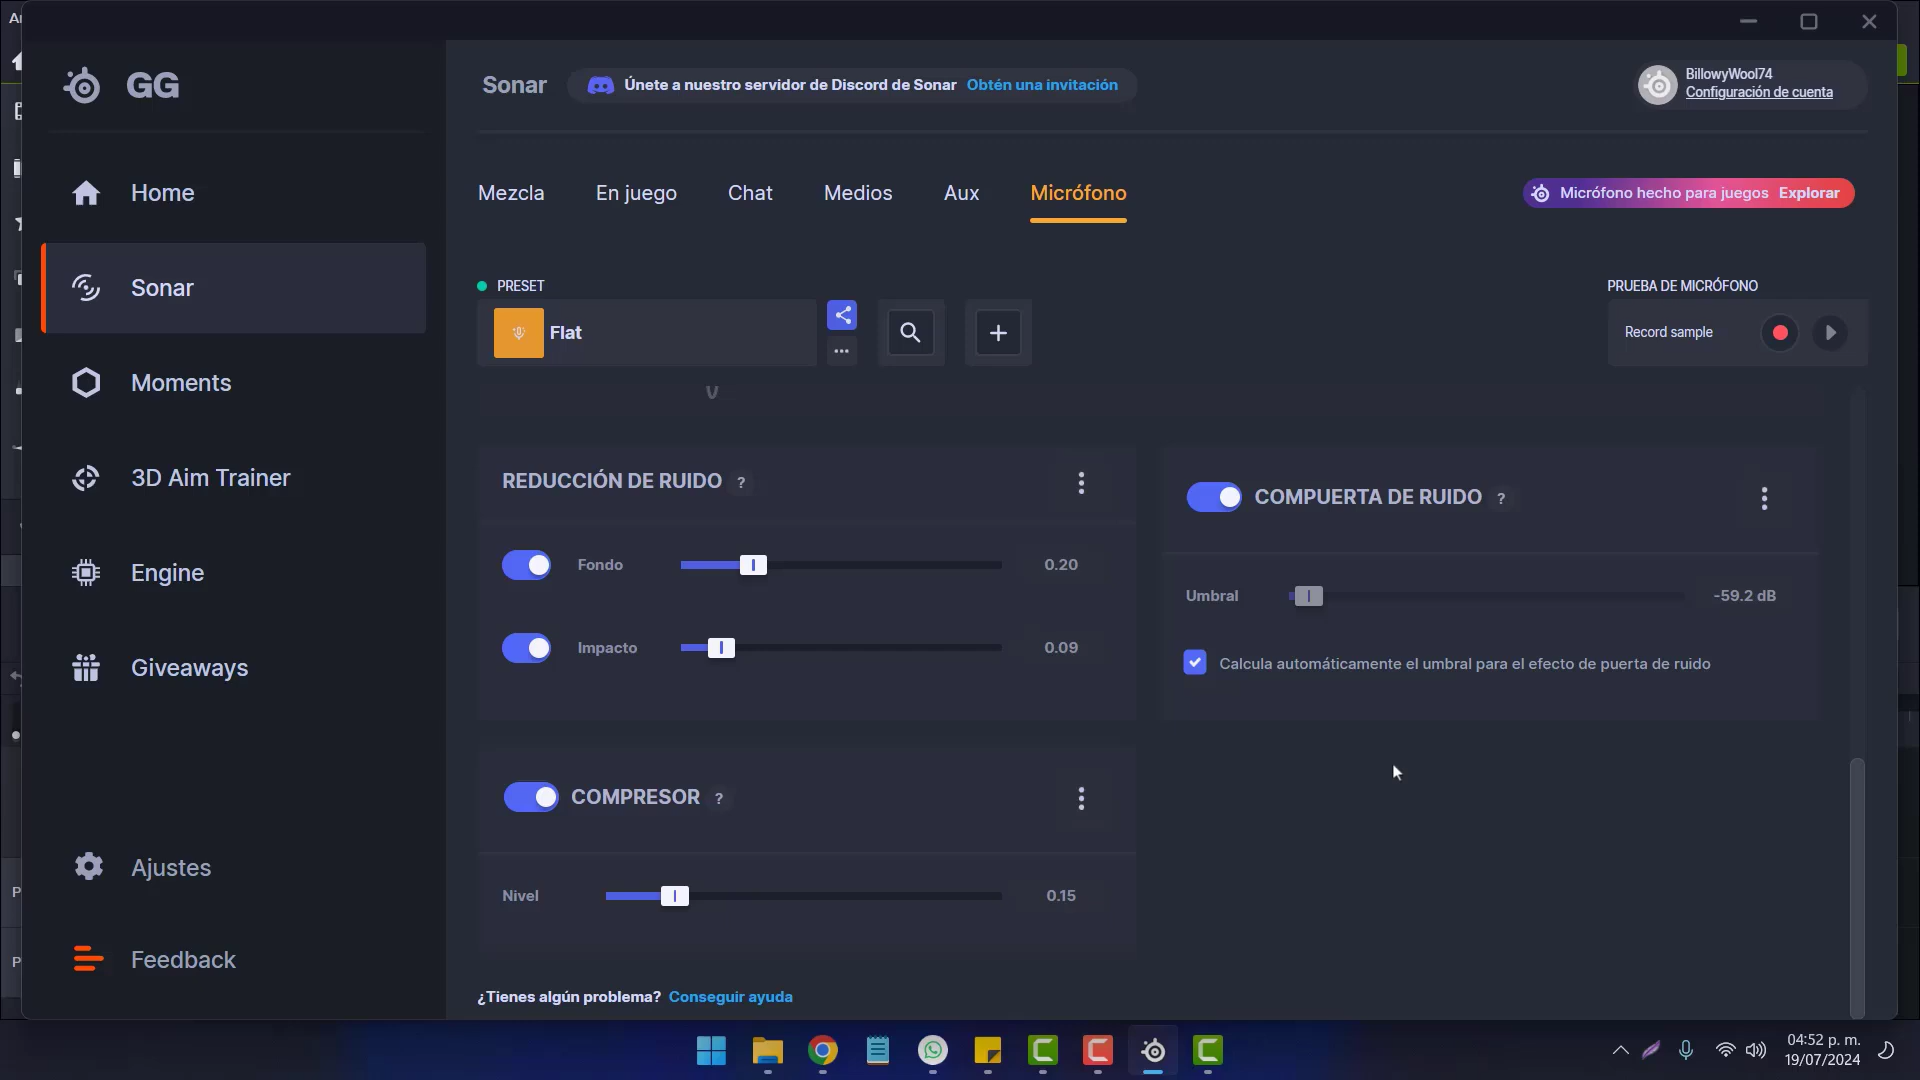 GG
Sonar
Únete a nuestro servidor de Discord de Sonar Obtén una invitación
BillowyWool74
Configuración de cuenta
Home
Sonar
Moments
3D Aim Trainer
Engine
Giveaways
Ajustes
Feedback
Mezcla
En juego
Chat
Medios
Aux
Micrófono
Micrófono hecho para juegos Explorar
PRESET
Flat
PRUEBA DE MICRÓFONO
Record sample
REDUCCIÓN DE RUIDO ?
Fondo 0.20
Impacto 0.09
COMPUERTA DE RUIDO ?
Umbral -59.2 dB
Calcula automáticamente el umbral para el efecto de puerta de ruido
COMPRESOR ?
Nivel 0.15
¿Tienes algún problema? Conseguir ayuda
04:52 p. m.
19/07/2024